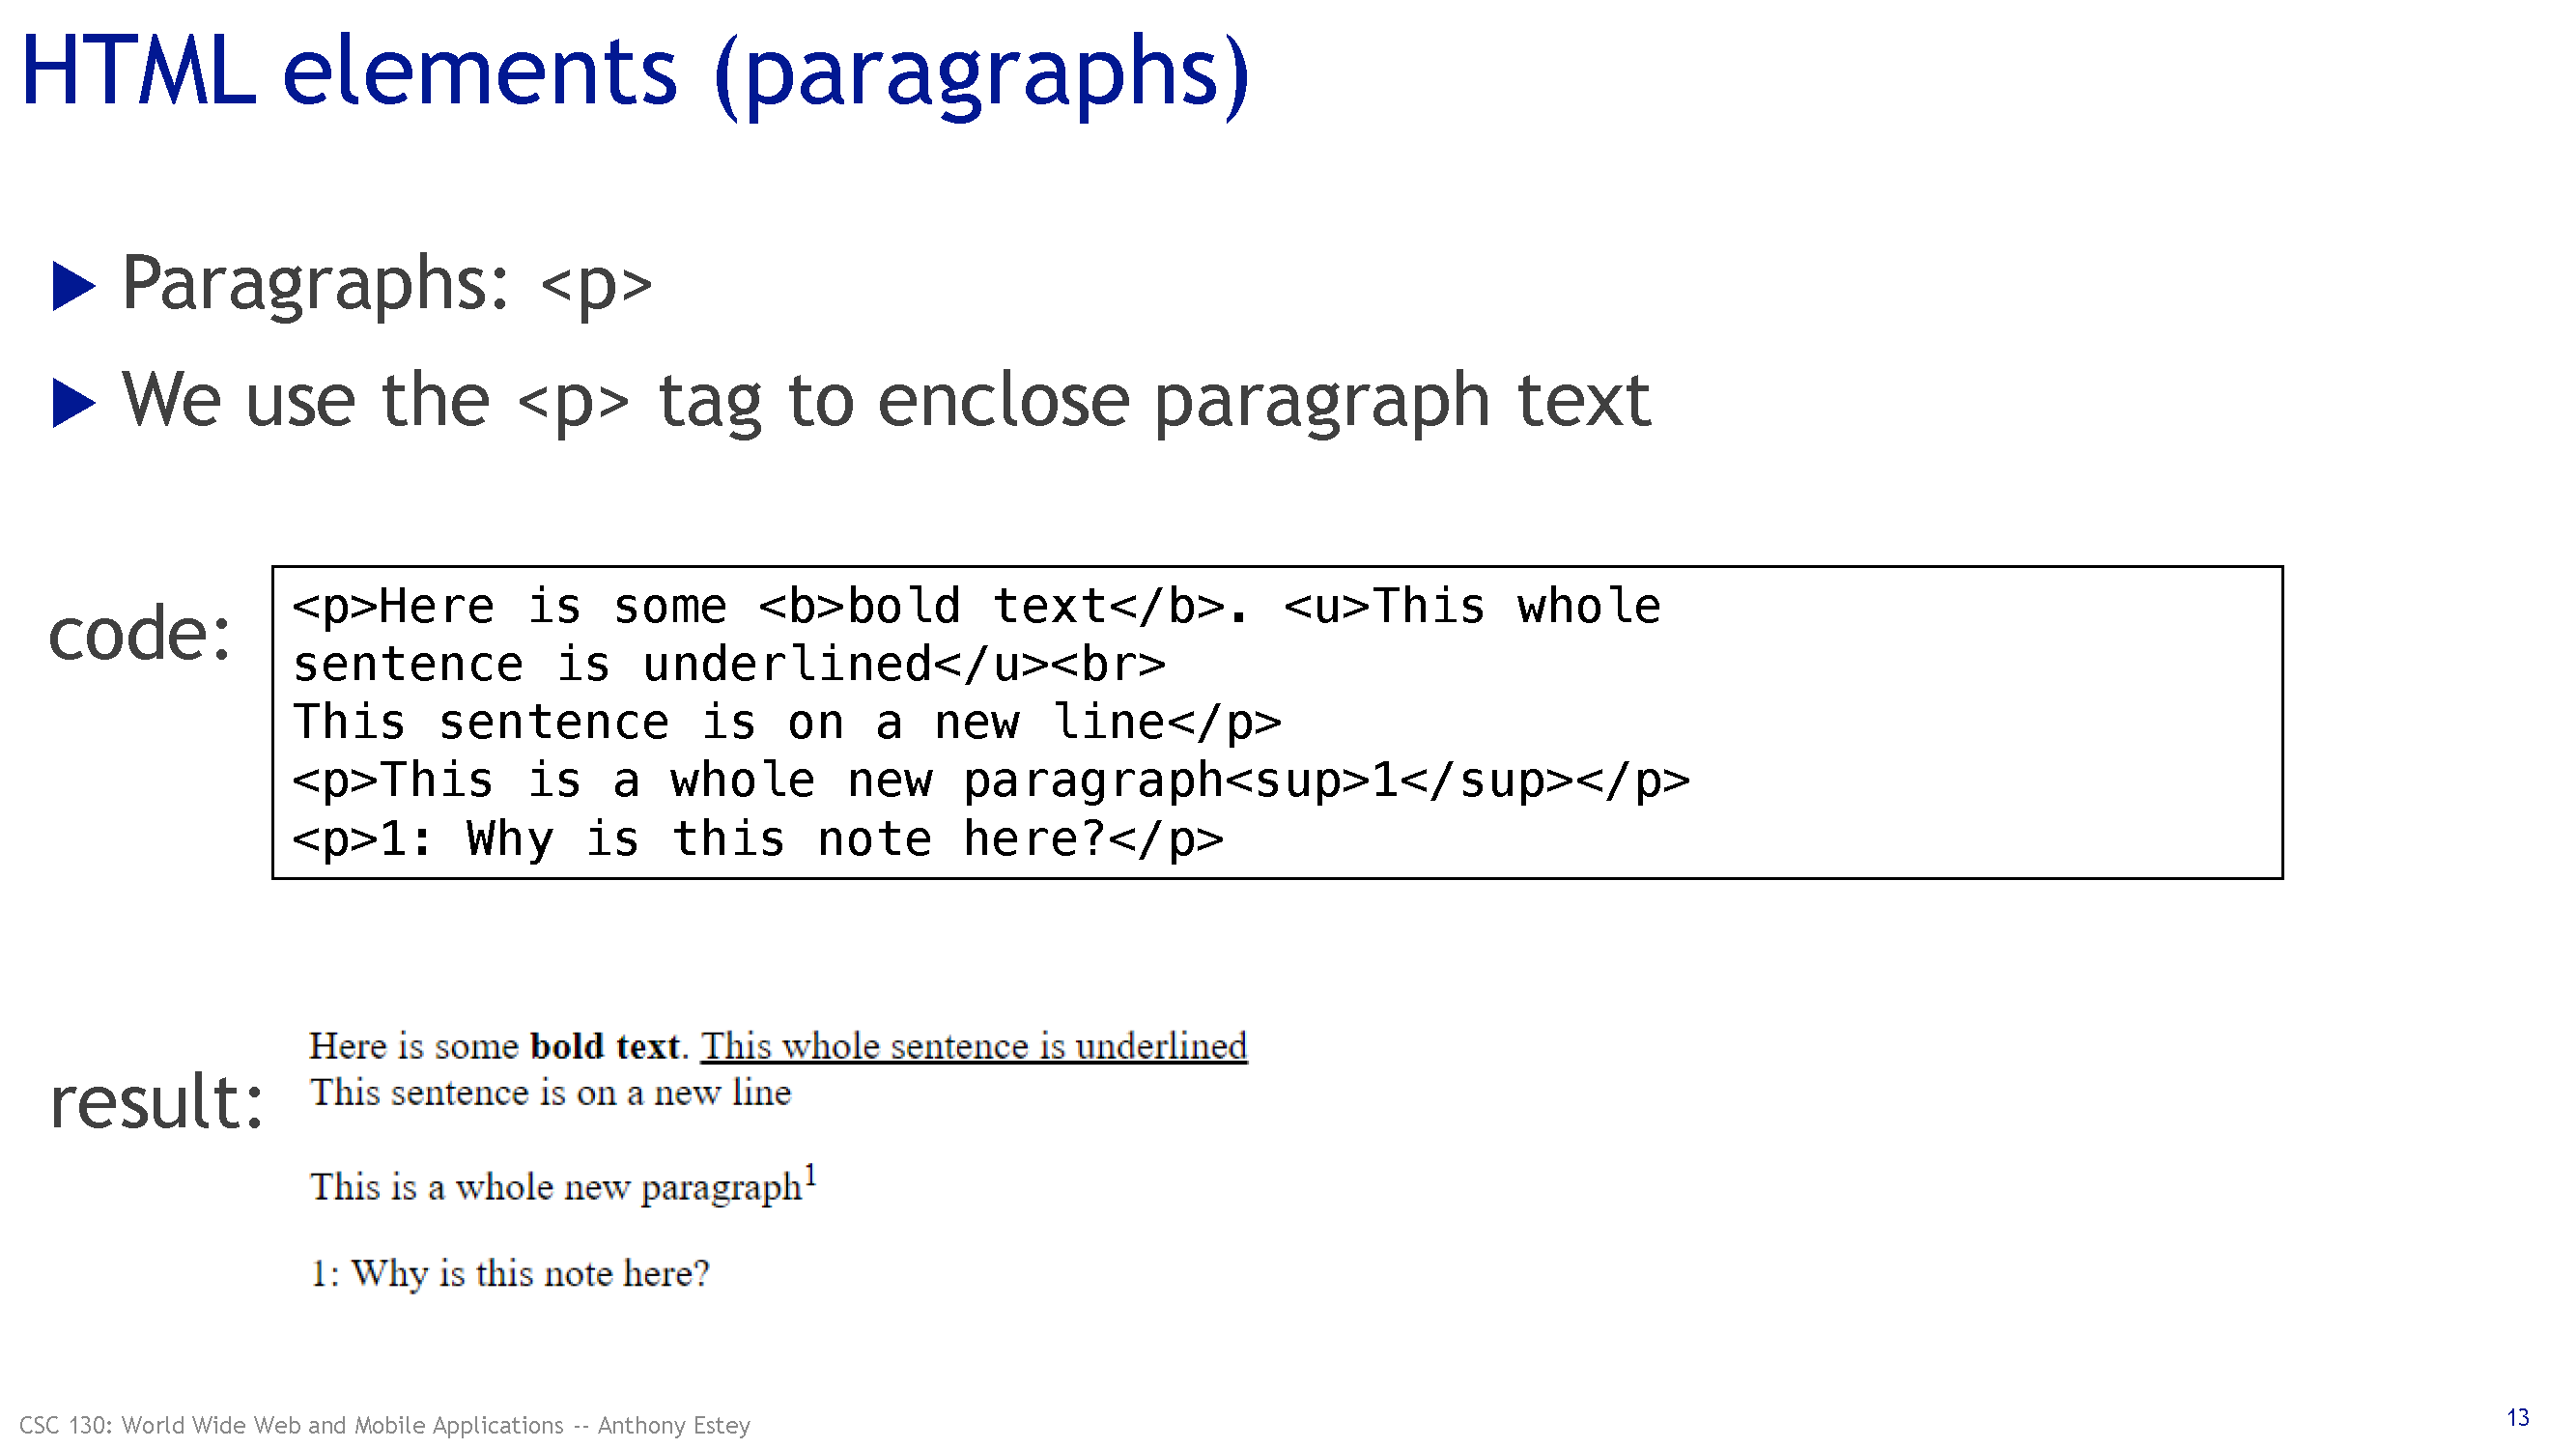 HTML elements (paragraphs)
Paragraphs: <p>
We use the <p> tag to enclose paragraph text
code:
<p>Here is some <b>bold text</b>. <u>This whole
sentence is underlined</u><br>
This sentence is on a new line</p>
<p>This is a whole new paragraph<sup>1</sup></p>
<p>1: Why is this note here?</p>
result:
Here is some bold text. This whole sentence is underlined
This sentence is on a new line
This is a whole new paragraph1
1: Why is this note here?
CSC 130: World Wide Web and Mobile Applications -- Anthony Estey
13